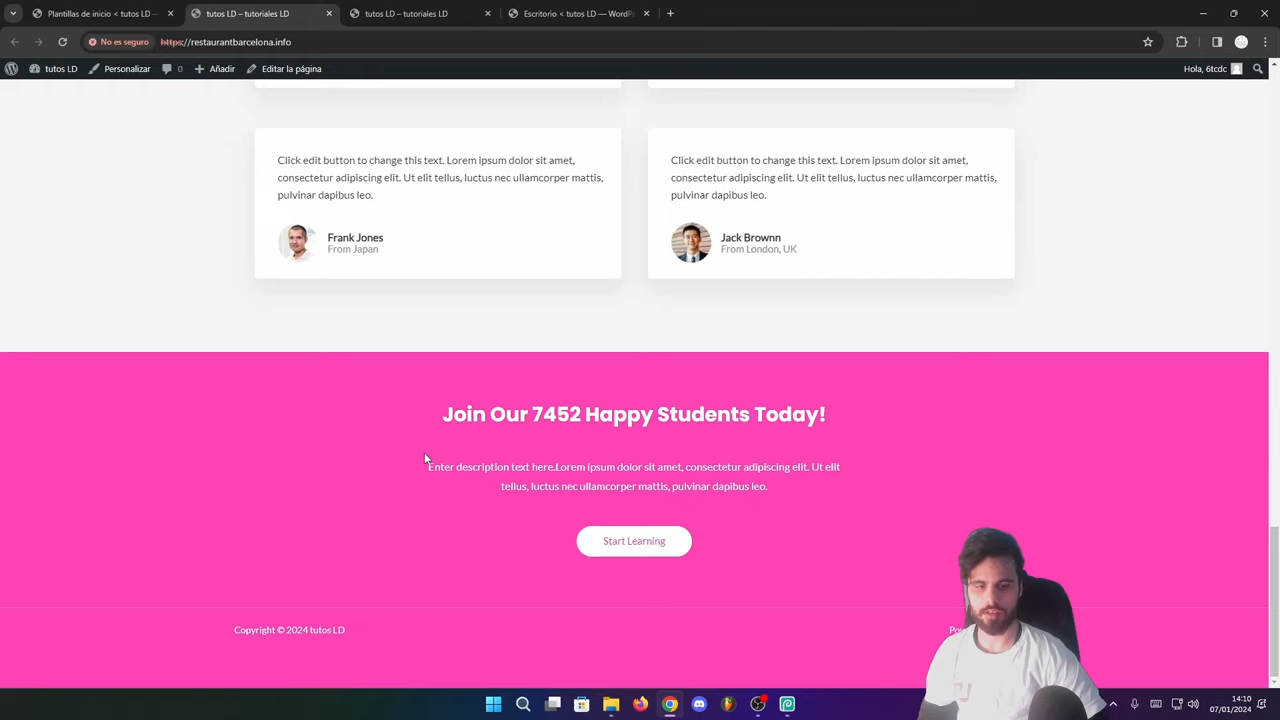 Plantillas de inicio < tutos LD —
tutos LD – tutoriales LD
tutos LD – tutoriales LD
Escritorio < tutos LD — WordP
No es seguro
https://restaurantbarcelona.info
tutos LD
Personalizar
0
Añadir
Editar la página
Hola, 6tcdc
Click edit button to change this text. Lorem ipsum dolor sit amet,
consectetur adipiscing elit. Ut elit tellus, luctus nec ullamcorper mattis,
pulvinar dapibus leo.
Frank Jones
From Japan
Click edit button to change this text. Lorem ipsum dolor sit amet,
consectetur adipiscing elit. Ut elit tellus, luctus nec ullamcorper mattis,
pulvinar dapibus leo.
Jack Brownn
From London, UK
Join Our 7452 Happy Students Today!
Enter description text here.Lorem ipsum dolor sit amet, consectetur adipiscing elit. Ut elit
tellus, luctus nec ullamcorper mattis, pulvinar dapibus leo.
Start Learning
Copyright © 2024 tutos LD
14:10
07/01/2024